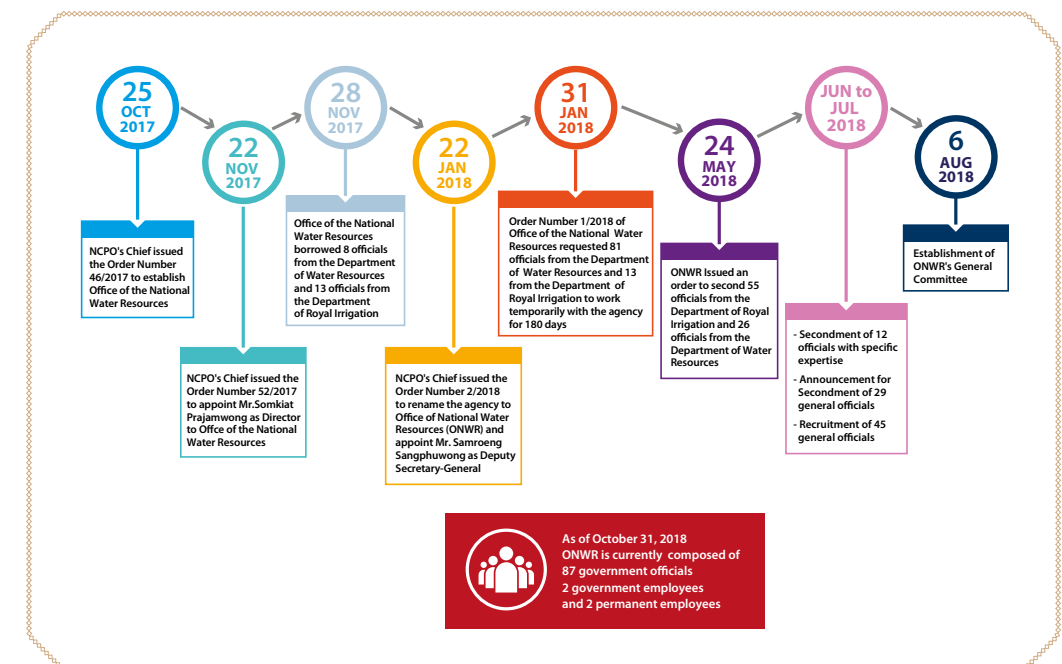 25
OCT
2017
NCPO's Chief issued
the Order Number
46/2017 to establish
Office of the National
Water Resources
22
NOV
2017
NCPO's Chief issued the
Order Number 52/2017
to appoint Mr.Somkiat
Prajamwong as Director
to Offce of the National
Water Resources
28
NOV
2017
Office of the National
Water Resources
borrowed 8 officials
from the Department
of Water Resources
and 13 officials from
the Department
of Royal Irrigation
22
JAN
2018
NCPO's Chief issued the
Order Number 2/2018
to rename the agency to
Office of National Water
Resources (ONWR) and
appoint Mr. Samroeng
Sangphuwong as Deputy
Secretary-General
31
JAN
2018
Order Number 1/2018 of
Office of the National Water
Resources requested 81
officials from the Department
of Water Resources and 13
from the Department of
Royal Irrigation to work
temporarily with the agency
for 180 days
24
MAY
2018
ONWR Issued an
order to second 55
officials from the
Department of Royal
Irrigation and 26
officials from the
Department of Water
Resources
JUN to
JUL
2018
- Secondment of 12
officials with specific
expertise
- Announcement for
Secondment of 29
general officials
- Recruitment of 45
general officials
6
AUG
2018
Establishment of
ONWR's General
Committee
As of October 31, 2018
ONWR is currently composed of
87 government officials
2 government employees
and 2 permanent employees